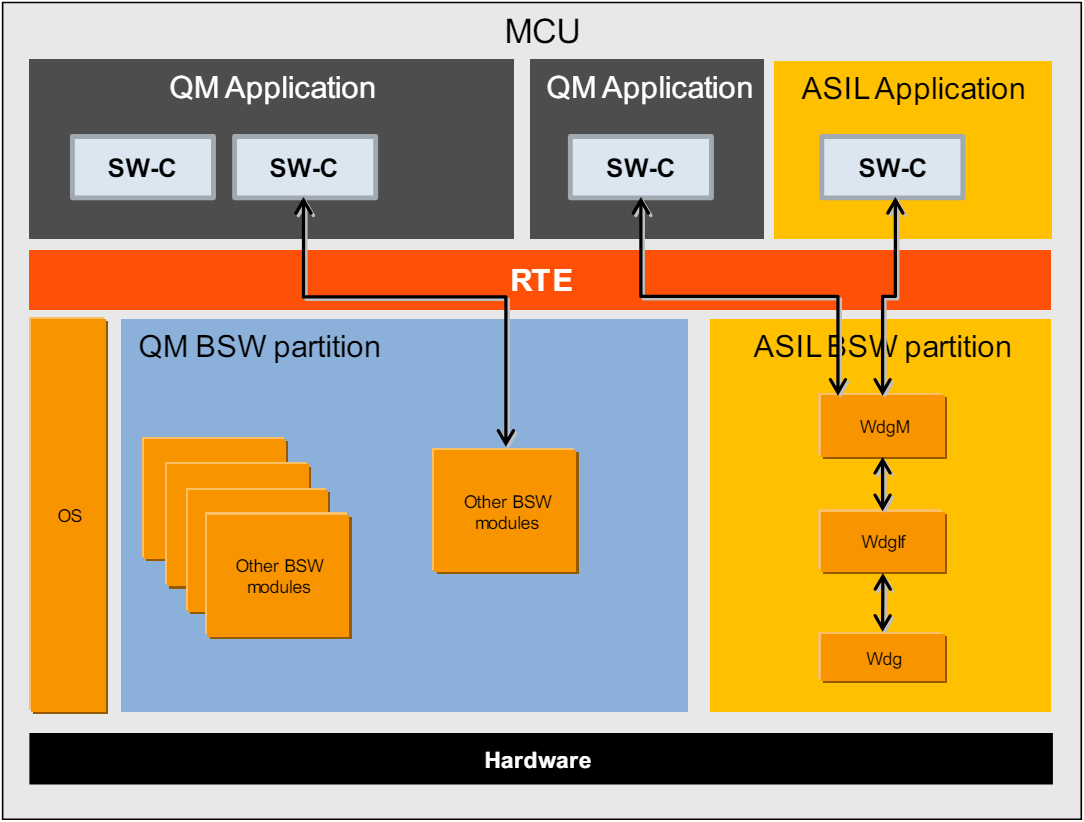 MCU
QM Application
QM Application
ASIL Application
SW-C
SW-C
SW-C
SW-C
RTE
QM BSW partition
ASIL BSW partition
WdgM
Other BSW
modules
OS
WdgIf
Other BSW
modules
Wdg
Hardware